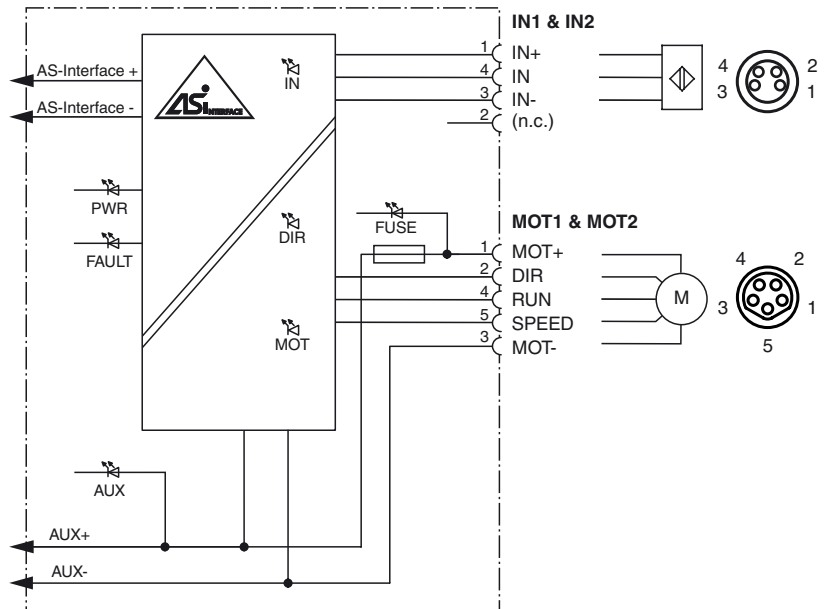 IN1 & IN2
1 IN+
4 IN
3 IN-
2 (n.c.)
4 2
3 1
AS-Interface +
AS-Interface -
ASi INTERFACE
IN
PWR
FAULT
DIR
MOT
FUSE
MOT1 & MOT2
1 MOT+
2 DIR
4 RUN
5 SPEED
3 MOT-
M
4 2
3 1
5
AUX
AUX+
AUX-